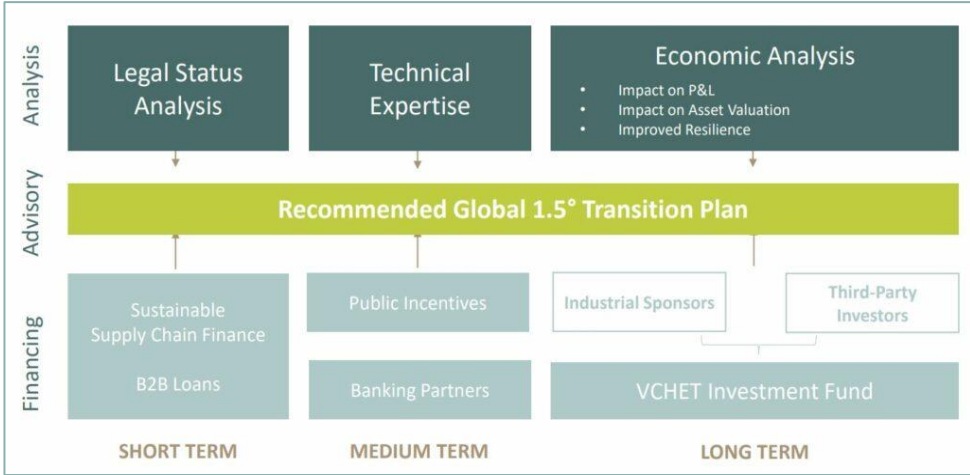 Analysis
Legal Status
Analysis
Technical
Expertise
Economic Analysis
• Impact on P&L
• Impact on Asset Valuation
• Improved Resilience
Advisory
Recommended Global 1.5° Transition Plan
Financing
Sustainable
Supply Chain Finance
B2B Loans
Public Incentives
Banking Partners
Industrial Sponsors
Third-Party
Investors
VCHET Investment Fund
SHORT TERM
MEDIUM TERM
LONG TERM